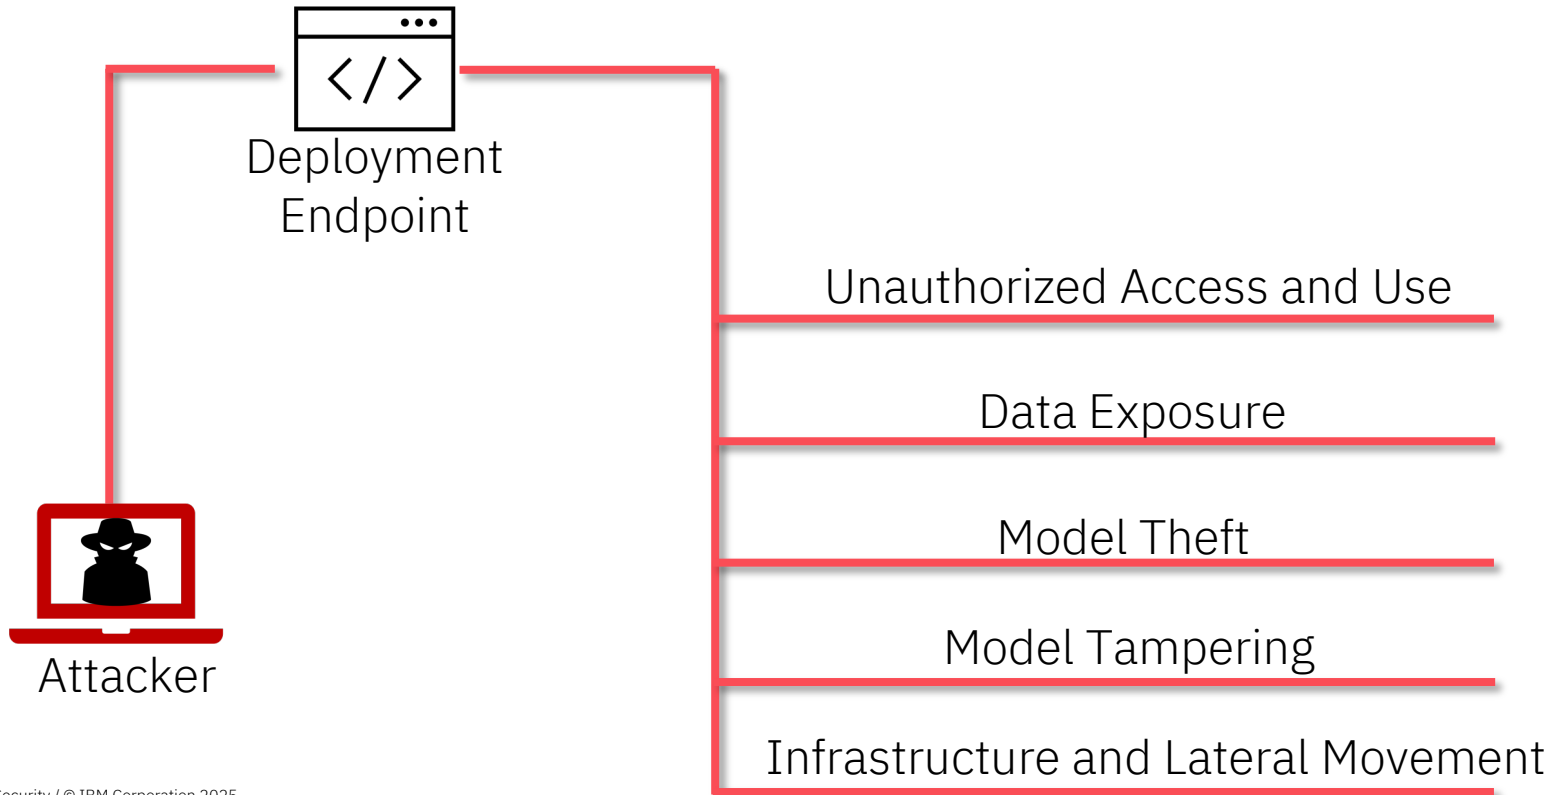 </>
Deployment
Endpoint
Unauthorized Access and Use
Data Exposure
Model Theft
Model Tampering
Attacker
Infrastructure and Lateral Movement
Security / © IBM Corporation 2025